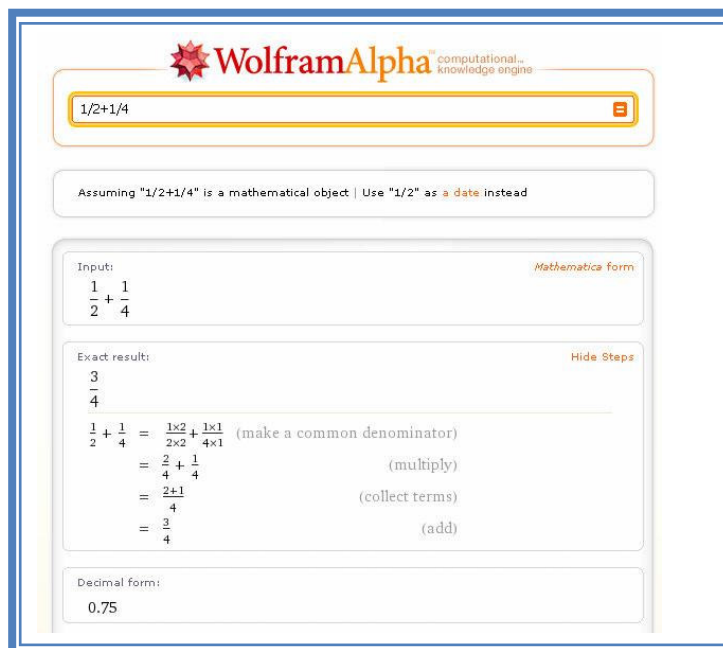 WolframAlpha™ computational... knowledge engine
1/2+1/4
Assuming "1/2+1/4" is a mathematical object | Use "1/2" as a date instead
Input: Mathematica form
1/2 + 1/4
Exact result: Hide Steps
3/4
1/2 + 1/4 = 1×2/2×2 + 1×1/4×1 (make a common denominator)
= 2/4 + 1/4 (multiply)
= 2+1/4 (collect terms)
= 3/4 (add)
Decimal form:
0.75